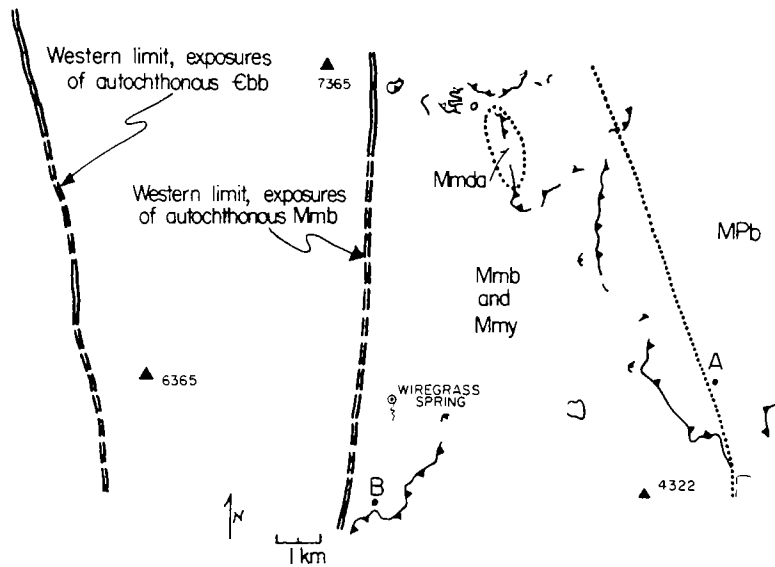 Western limit, exposures
of autochthonous Єbb
7365
Western limit, exposures
of autochthonous Mmb
Mmda
MPb
Mmb
and
Mmy
6365
WIREGRASS
SPRING
A
B
4322
N
1 km